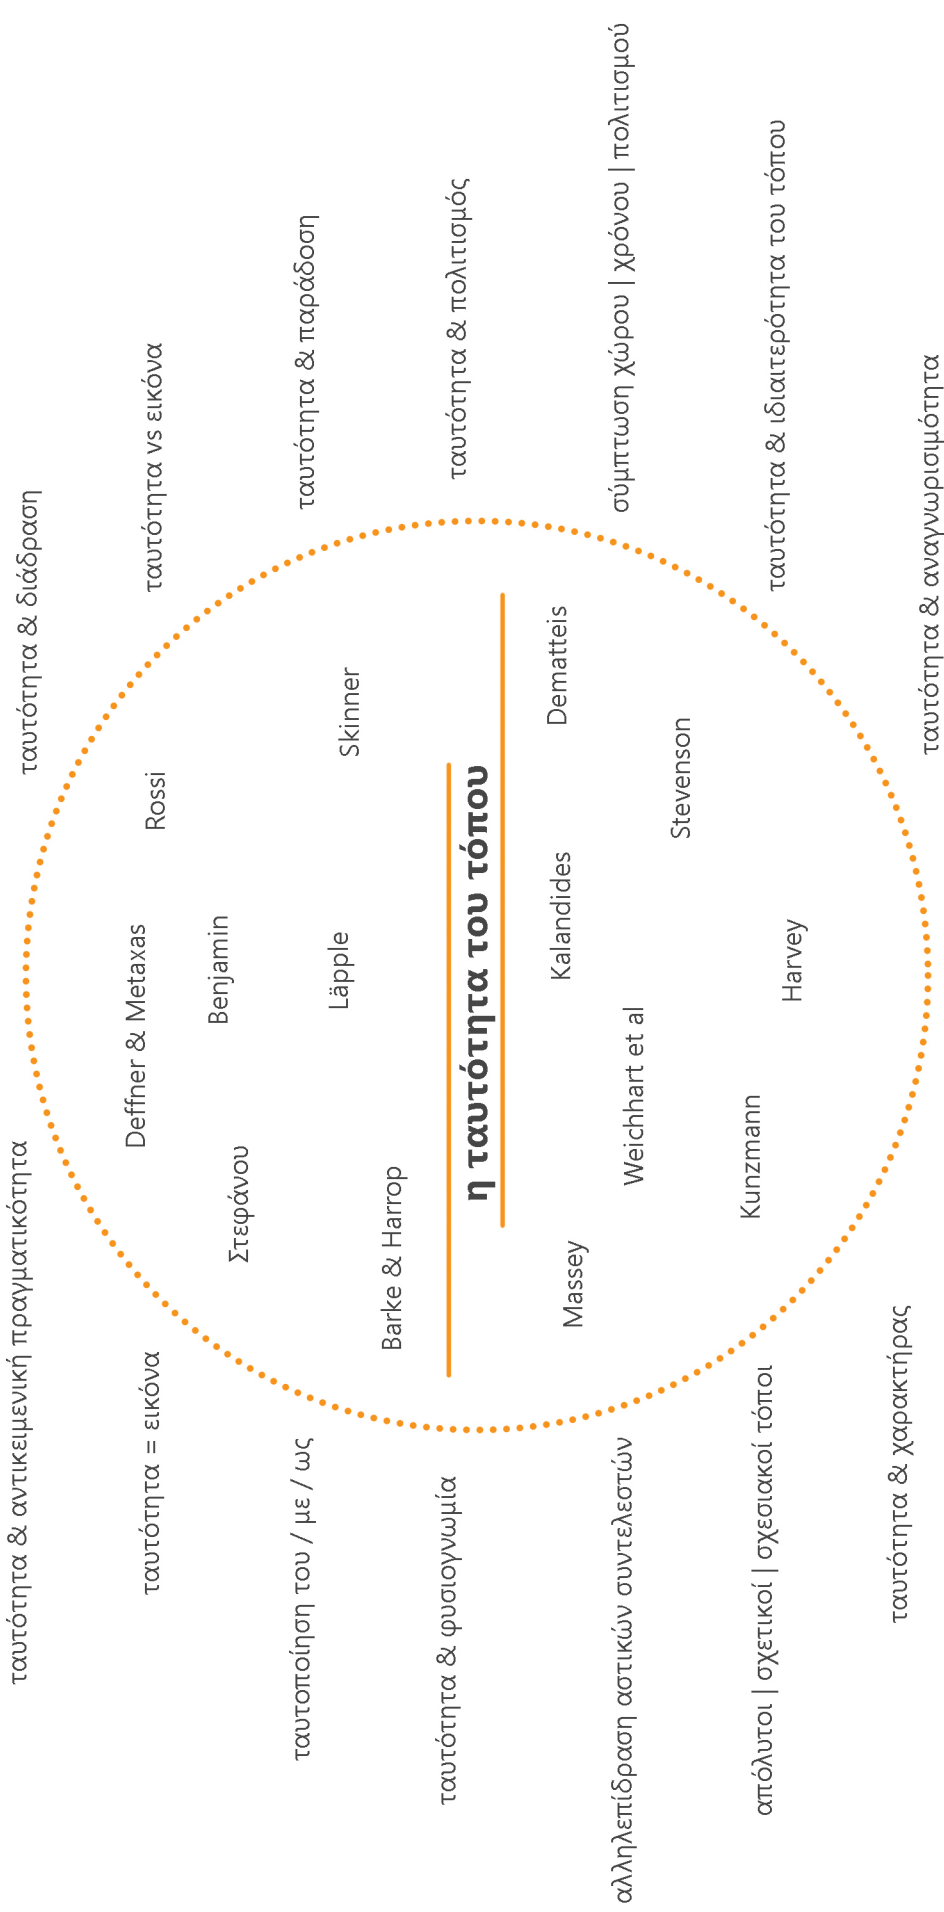 ταυτότητα & αντικειμενική πραγματικότητα
ταυτότητα & διάδραση
ταυτότητα = εικόνα
ταυτότητα vs εικόνα
ταυτοποίηση του / με / ως
ταυτότητα & παράδοση
ταυτότητα & φυσιογνωμία
ταυτότητα & πολιτισμός
αλληλεπίδραση αστικών συντελεστών
σύμπτωση χώρου | χρόνου | πολιτισμού
απόλυτοι | σχετικοί | σχεσιακοί τόποι
ταυτότητα & ιδιαιτερότητα του τόπου
ταυτότητα & χαρακτήρας
ταυτότητα & αναγνωρισιμότητα
Deffner & Metaxas
Rossi
Στεφάνου
Benjamin
Läpple
Skinner
Barke & Harrop
η ταυτότητα του τόπου
Massey
Kalandides
Dematteis
Weichhart et al
Stevenson
Kunzmann
Harvey